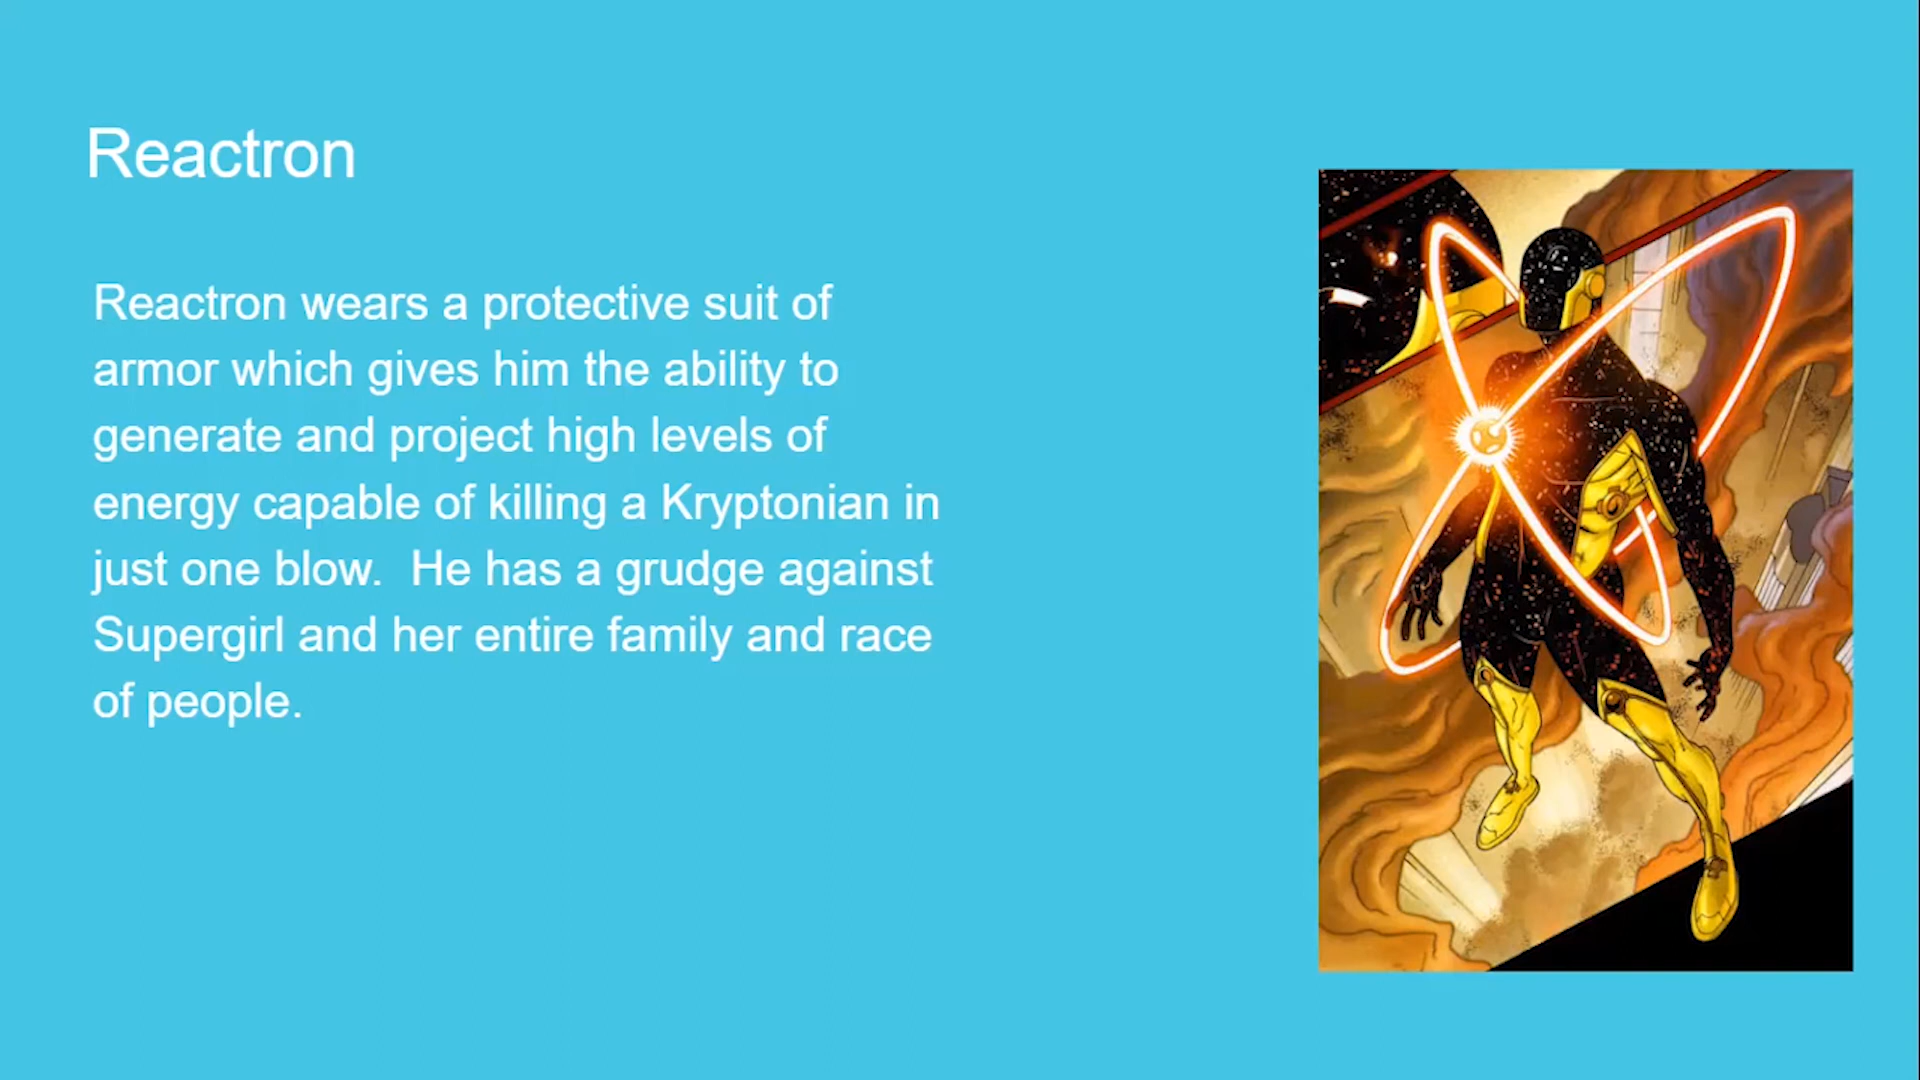 Reactron
Reactron wears a protective suit of
armor which gives him the ability to
generate and project high levels of
energy capable of killing a Kryptonian in
just one blow.  He has a grudge against
Supergirl and her entire family and race
of people.